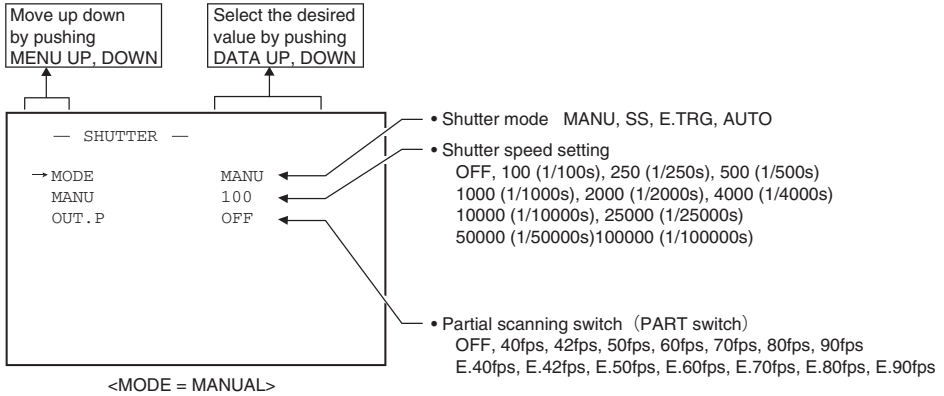 Move up down
by pushing
MENU UP, DOWN
Select the desired
value by pushing
DATA UP, DOWN
— SHUTTER —
→MODE MANU
MANU 100
OUT.P OFF
<MODE = MANUAL>
• Shutter mode MANU, SS, E.TRG, AUTO
• Shutter speed setting
OFF, 100 (1/100s), 250 (1/250s), 500 (1/500s)
1000 (1/1000s), 2000 (1/2000s), 4000 (1/4000s)
10000 (1/10000s), 25000 (1/25000s)
50000 (1/50000s)100000 (1/100000s)
• Partial scanning switch（PART switch）
OFF, 40fps, 42fps, 50fps, 60fps, 70fps, 80fps, 90fps
E.40fps, E.42fps, E.50fps, E.60fps, E.70fps, E.80fps, E.90fps